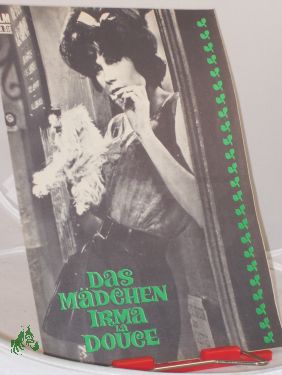 DAS
MÄDCHEN
IRMA
LA
DOUCE